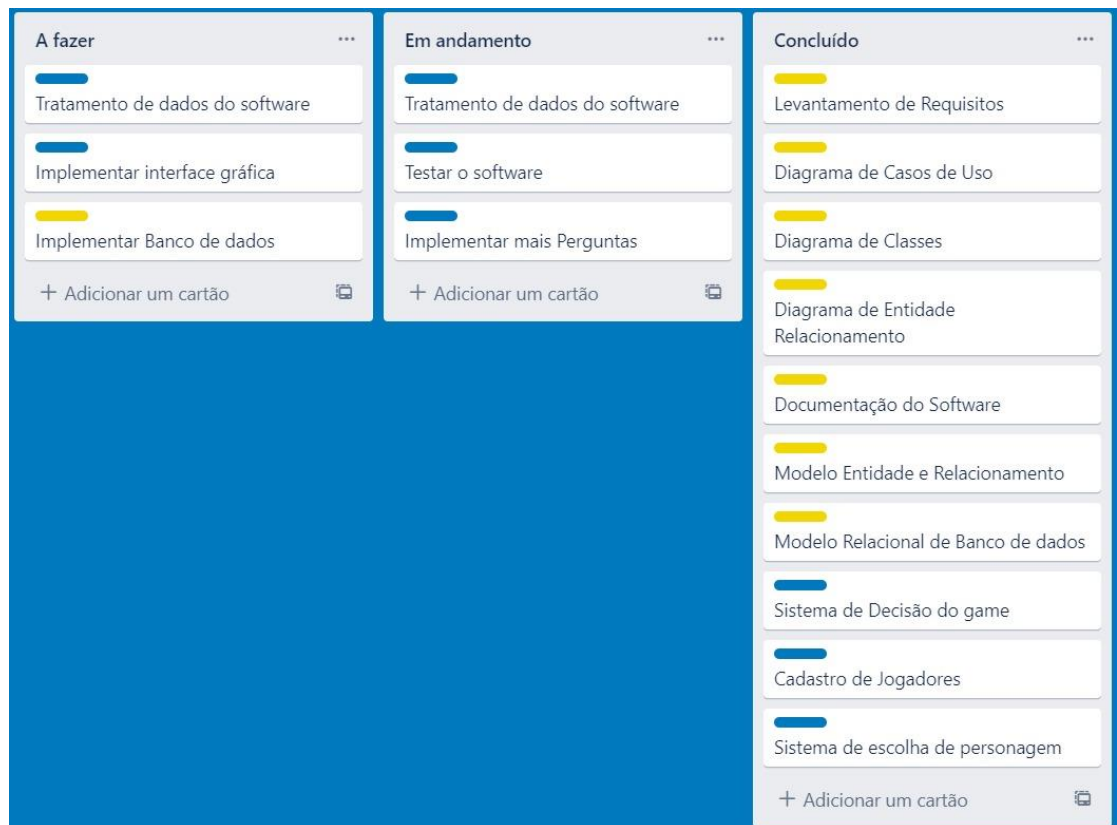 A fazer
Tratamento de dados do software
Implementar interface gráfica
Implementar Banco de dados
+ Adicionar um cartão
Em andamento
Tratamento de dados do software
Testar o software
Implementar mais Perguntas
+ Adicionar um cartão
Concluído
Levantamento de Requisitos
Diagrama de Casos de Uso
Diagrama de Classes
Diagrama de Entidade
Relacionamento
Documentação do Software
Modelo Entidade e Relacionamento
Modelo Relacional de Banco de dados
Sistema de Decisão do game
Cadastro de Jogadores
Sistema de escolha de personagem
+ Adicionar um cartão